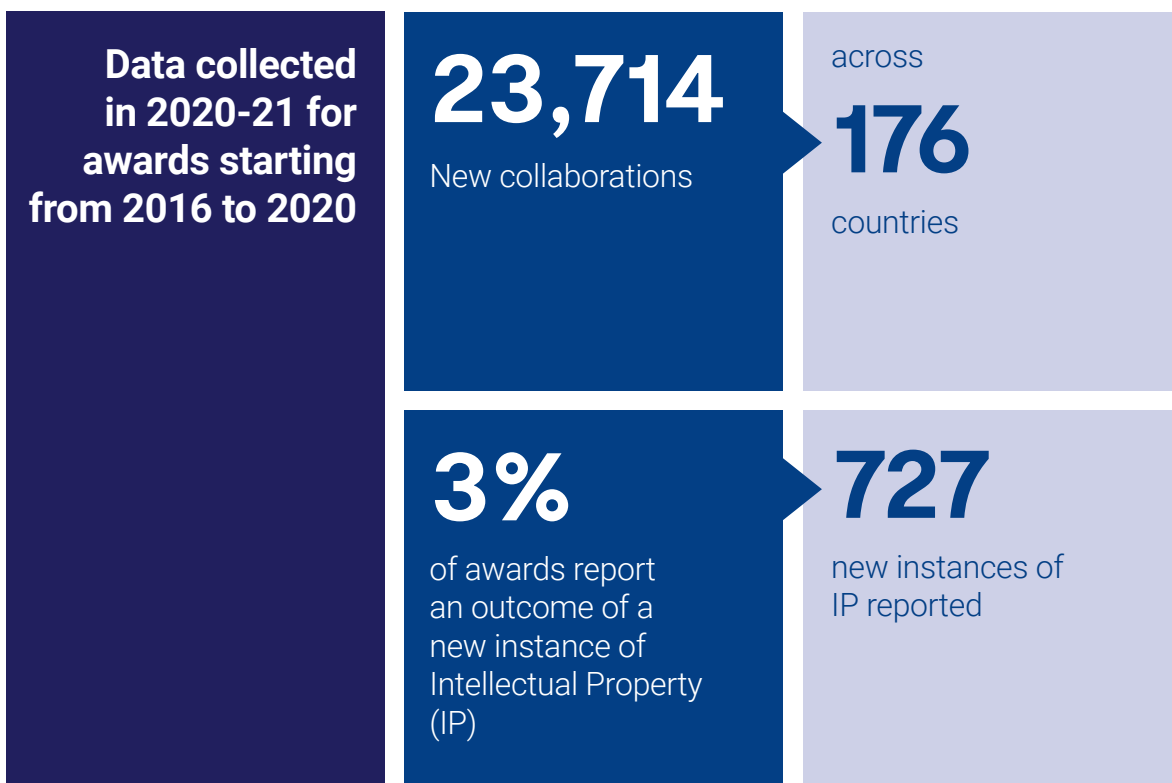 Data collected
in 2020-21 for
awards starting
from 2016 to 2020
23,714
New collaborations
across
176
countries
3%
of awards report
an outcome of a
new instance of
Intellectual Property
(IP)
727
new instances of
IP reported